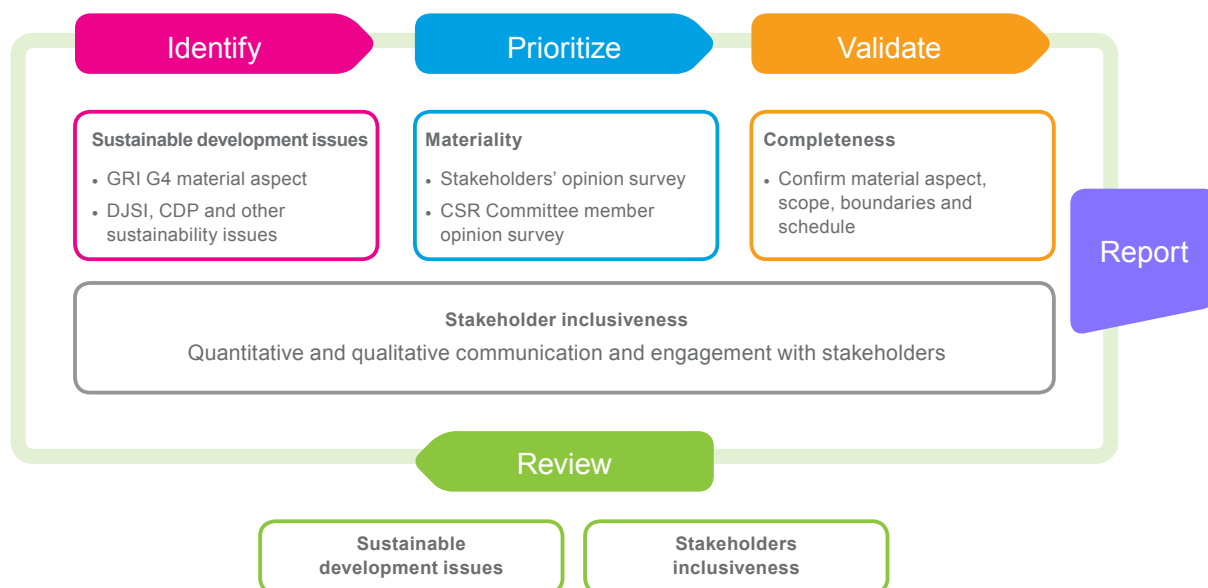 Identify
Prioritize
Validate
Sustainable development issues
• GRI G4 material aspect
• DJSI, CDP and other
sustainability issues
Materiality
• Stakeholders’ opinion survey
• CSR Committee member
opinion survey
Completeness
• Confirm material aspect,
scope, boundaries and
schedule
Report
Stakeholder inclusiveness
Quantitative and qualitative communication and engagement with stakeholders
Review
Sustainable
development issues
Stakeholders
inclusiveness